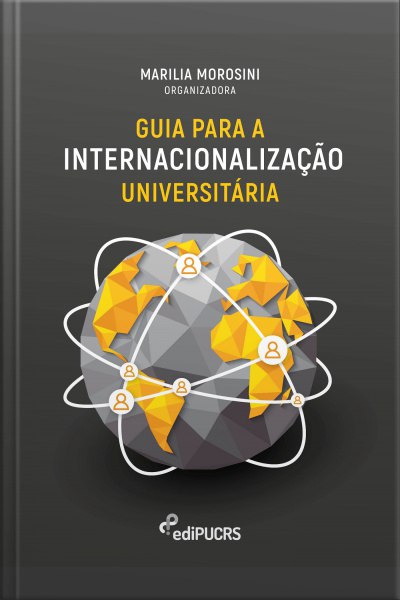 MARILIA MOROSINI
ORGANIZADORA
GUIA PARA A
INTERNACIONALIZAÇÃO
UNIVERSITÁRIA
ediPUCRS